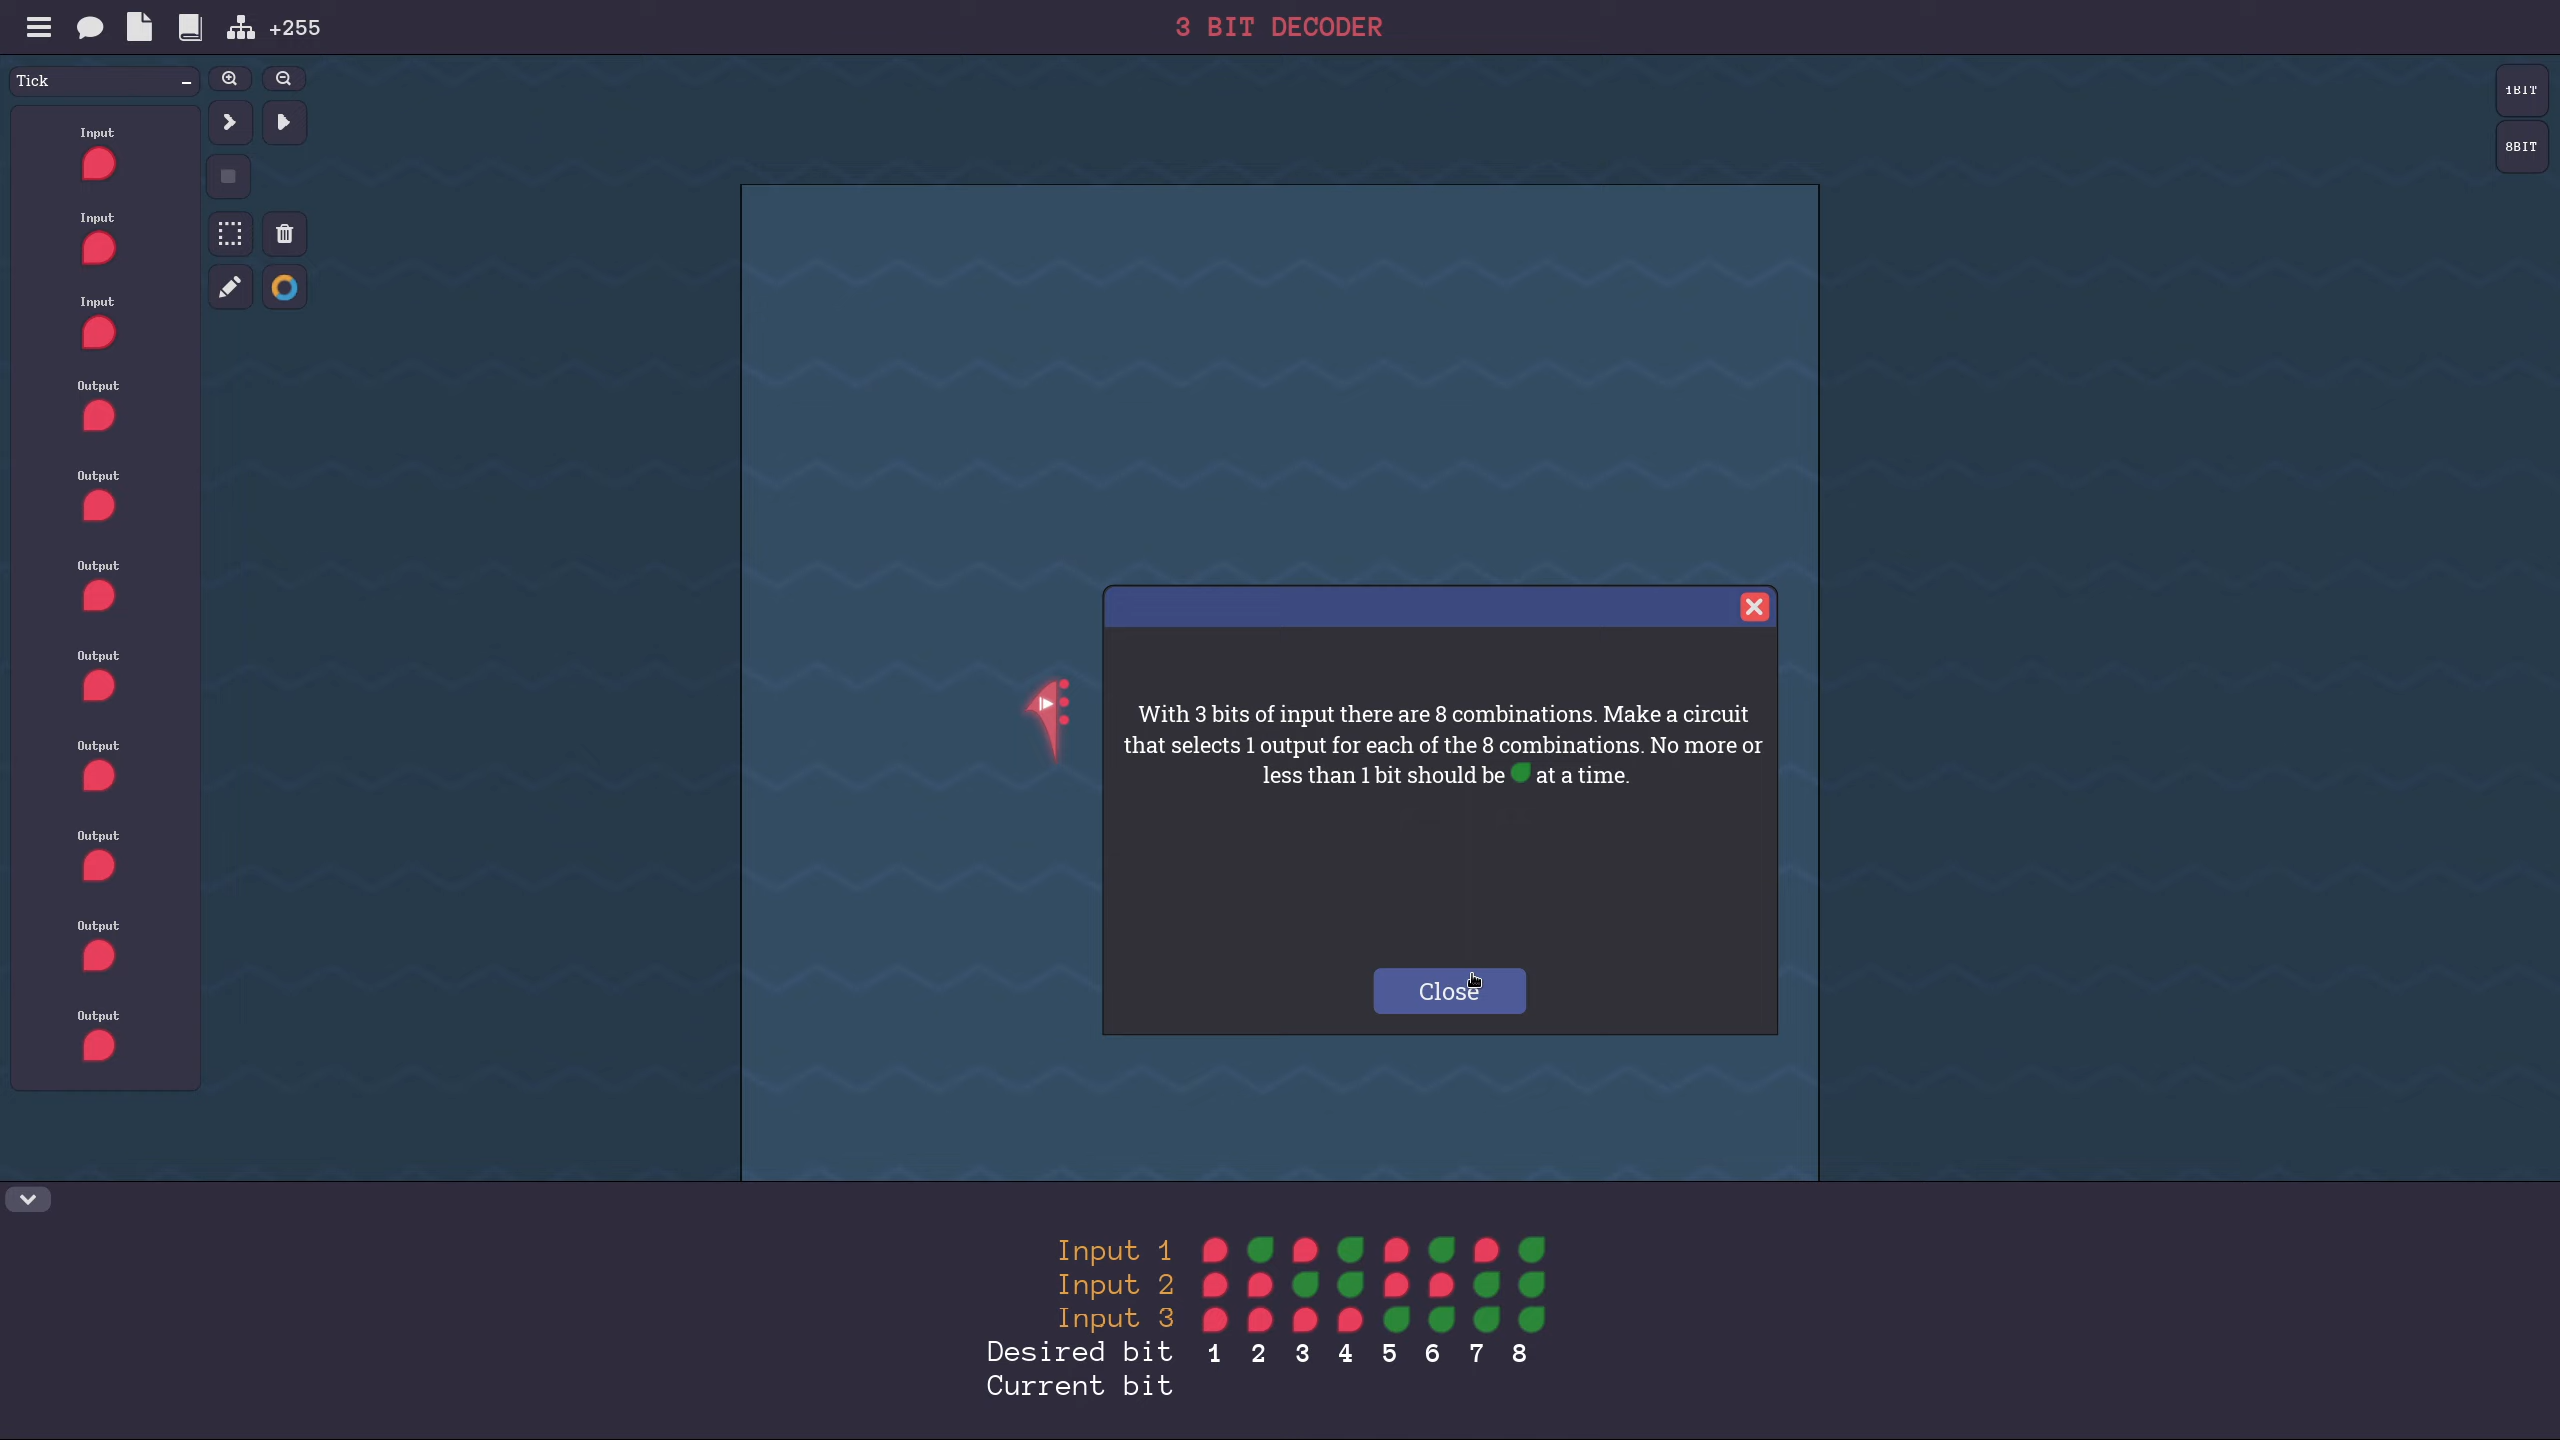 +255
3 BIT DECODER
Tick
1BIT
8BIT
Input
Input
Input
Output
Output
Output
Output
Output
Output
Output
Output
With 3 bits of input there are 8 combinations. Make a circuit
that selects 1 output for each of the 8 combinations. No more or
less than 1 bit should be at a time.
Close
Input 1
Input 2
Input 3
Desired bit 1 2 3 4 5 6 7 8
Current bit